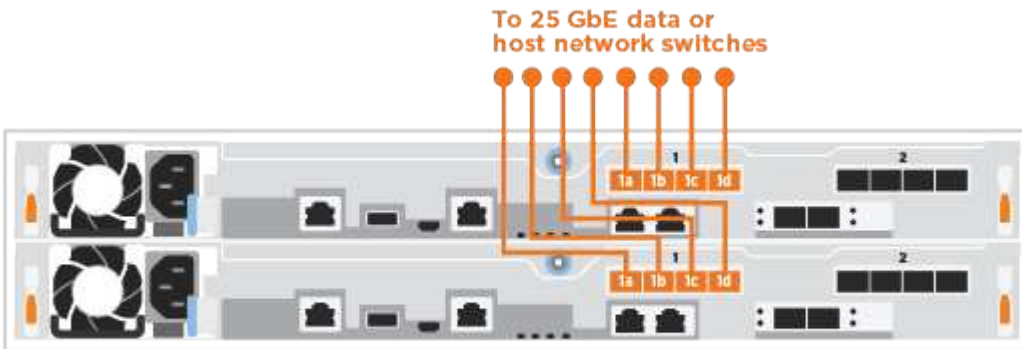 To 25 GbE data or
host network switches
1
2
1a 1b 1c 1d
1
2
1a 1b 1c 1d